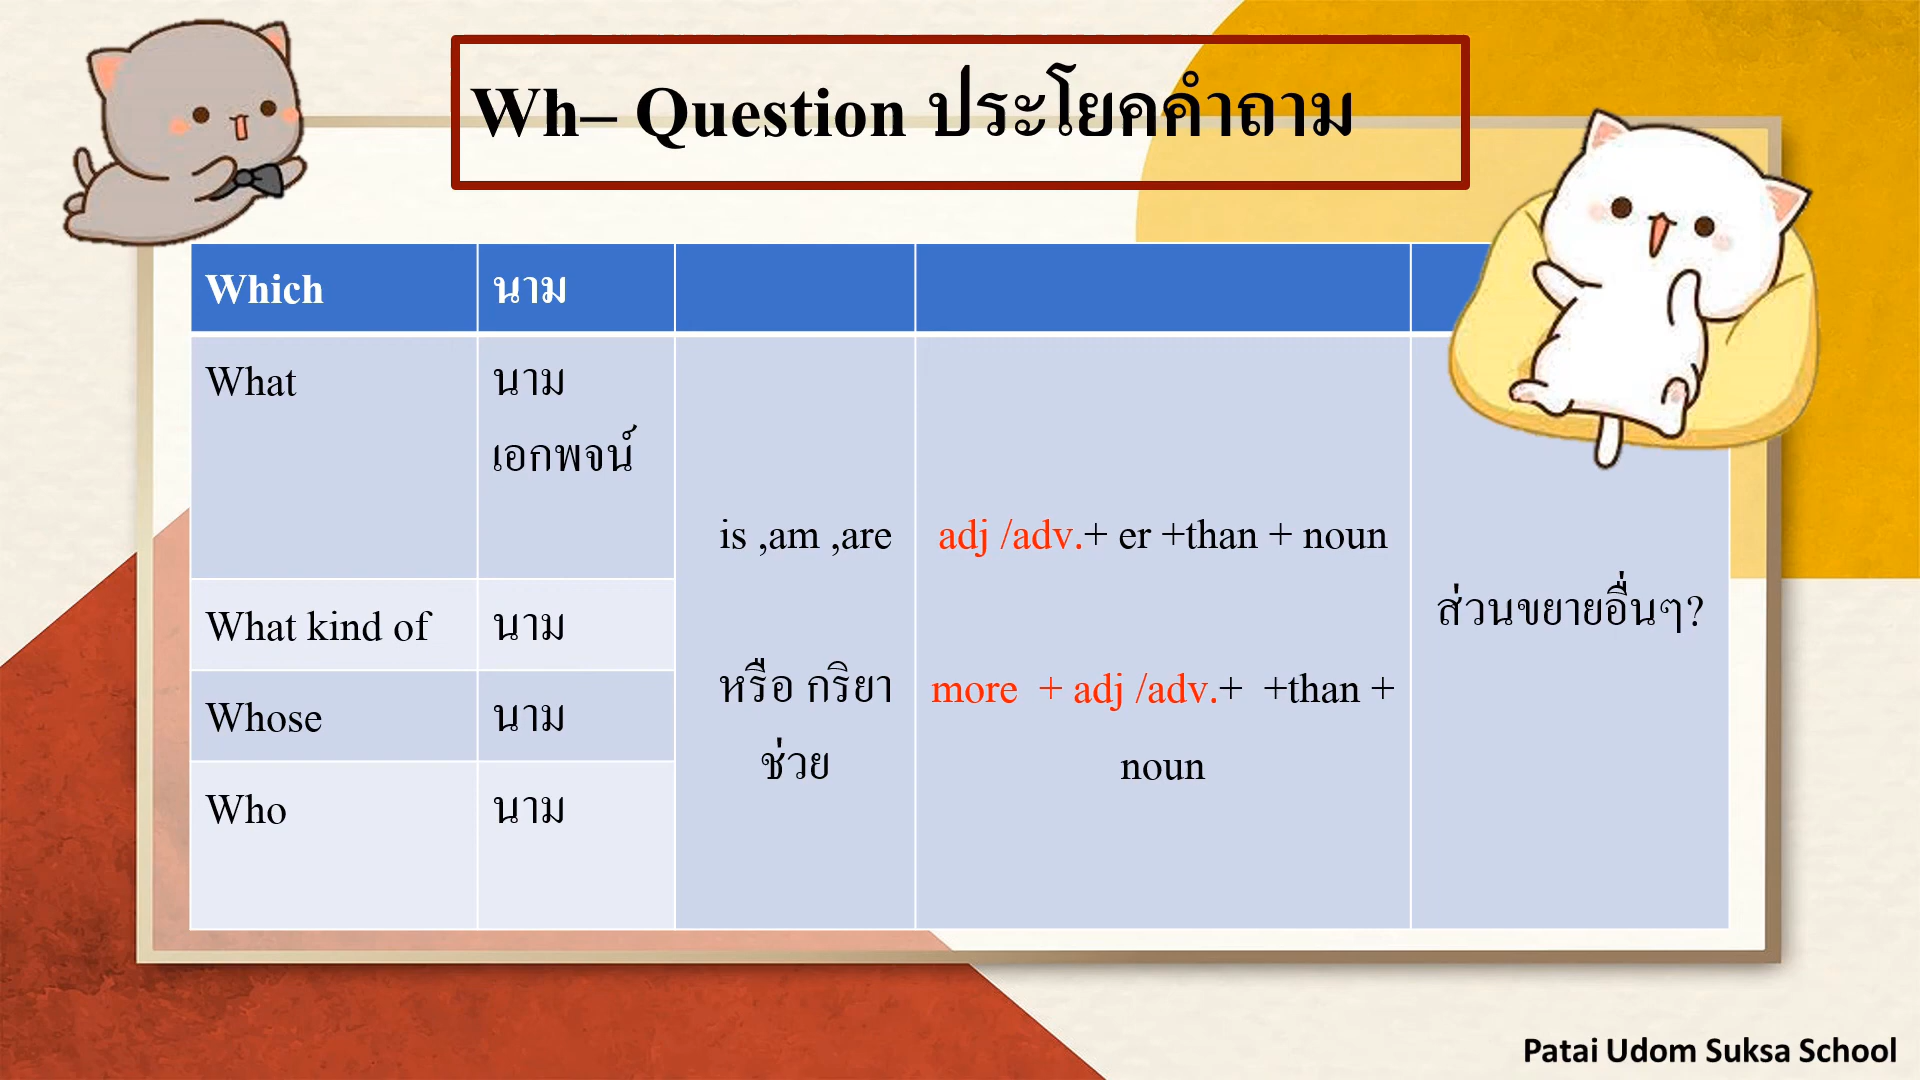 Wh– Question ประโยคคำถาม
Which นาม
What นาม
เอกพจน์
What kind of นาม
Whose นาม
Who นาม
is ,am ,are
หรือ กริยา
ช่วย
adj /adv.+ er +than + noun
more + adj /adv.+ +than +
noun
ส่วนขยายอื่นๆ?
Patai Udom Suksa School